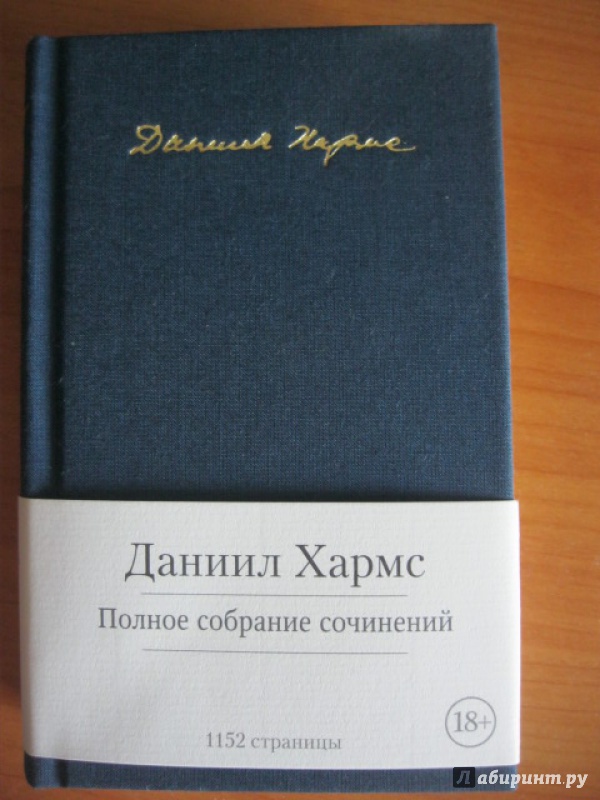 Даниил Хармс
Даниил Хармс
Полное собрание сочинений
18+
1152 страницы
Лабиринт.ру